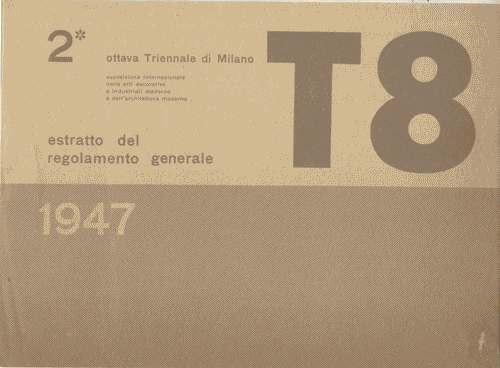 2*
ottava Triennale di Milano
esposizione internazionale
delle arti decorative
e industriali moderne
e dell'architettura moderna
T8
estratto del
regolamento generale
1947